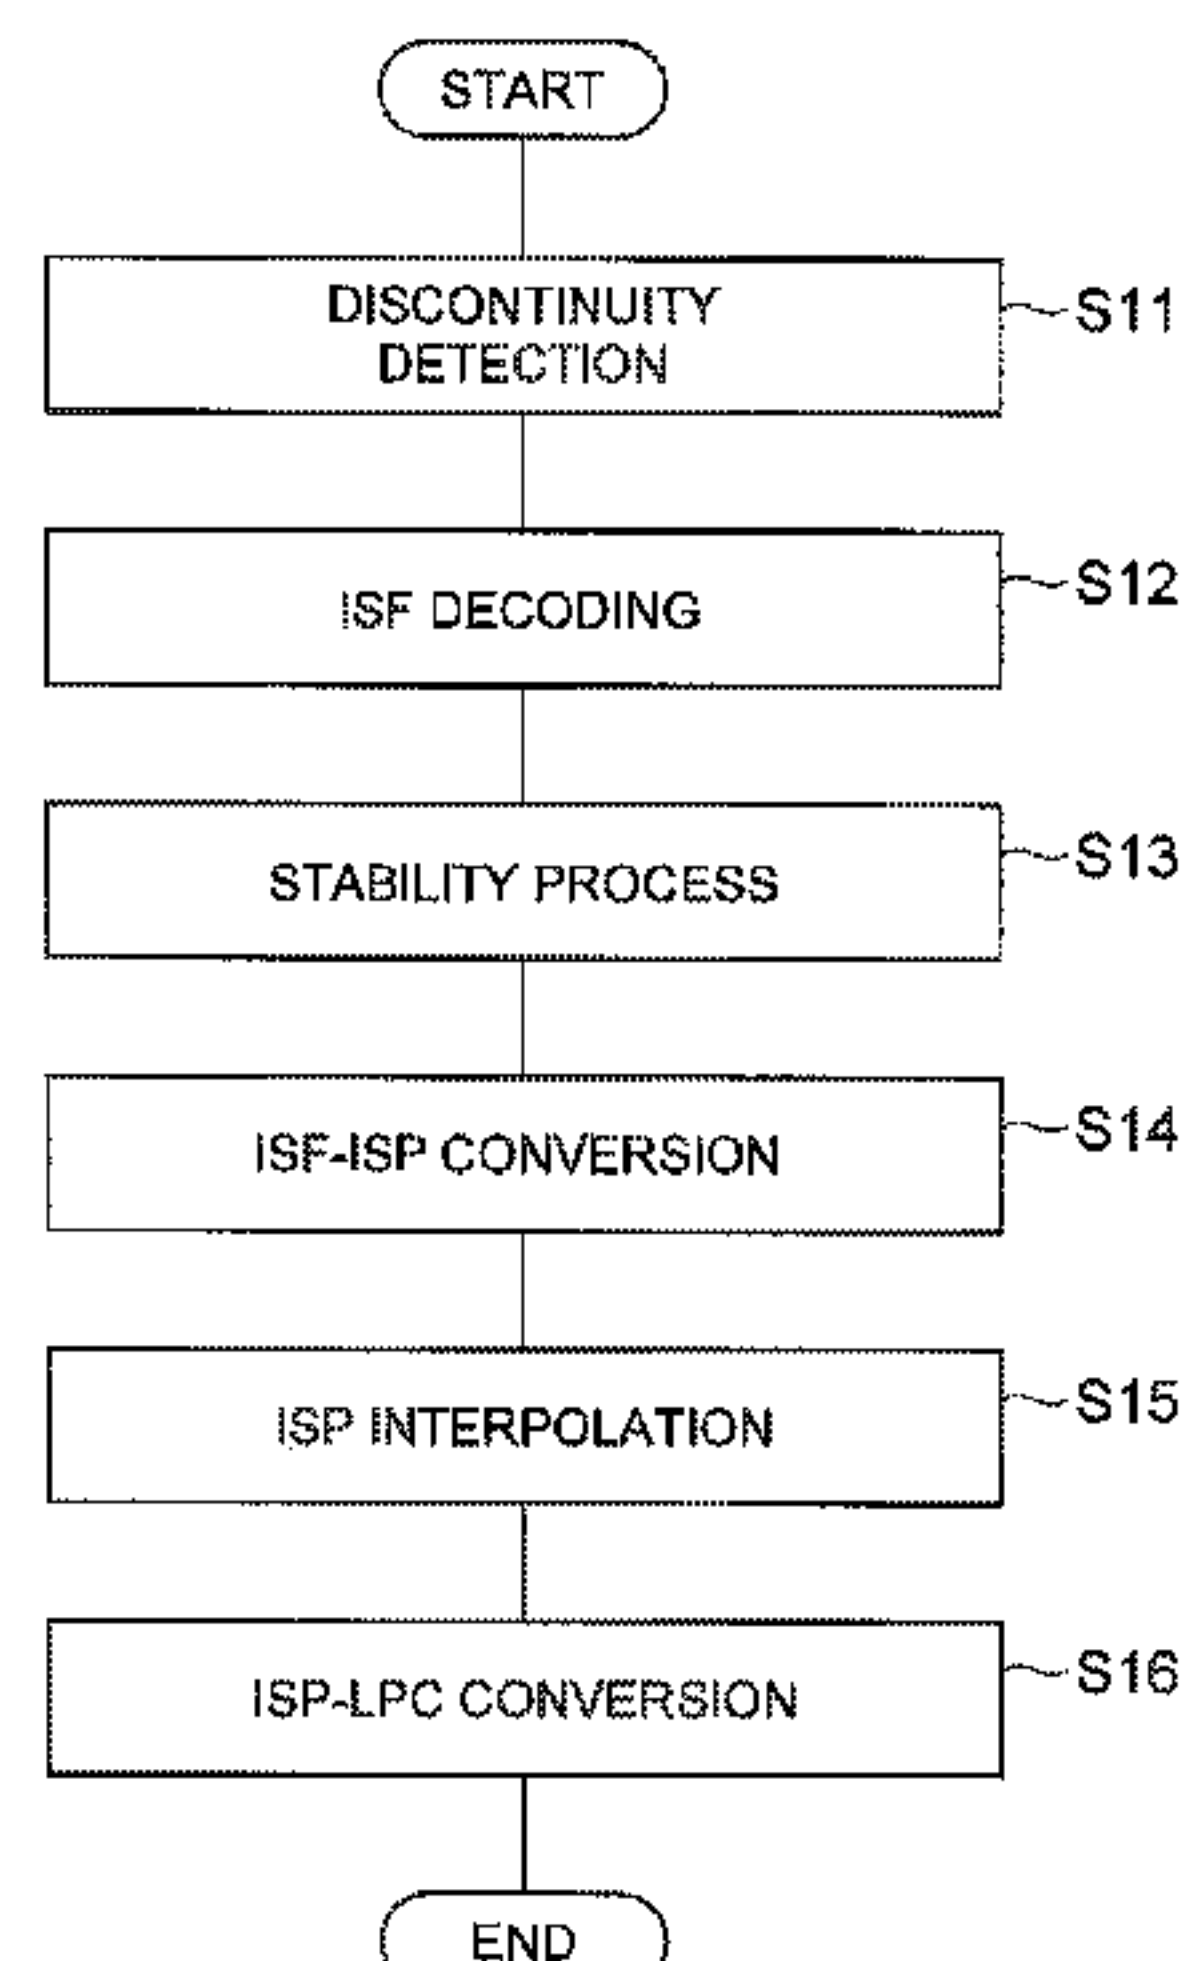 START
DISCONTINUITY
DETECTION
S11
ISF DECODING
S12
STABILITY PROCESS
S13
ISF-ISP CONVERSION
S14
ISP INTERPOLATION
S15
ISP-LPC CONVERSION
S16
END